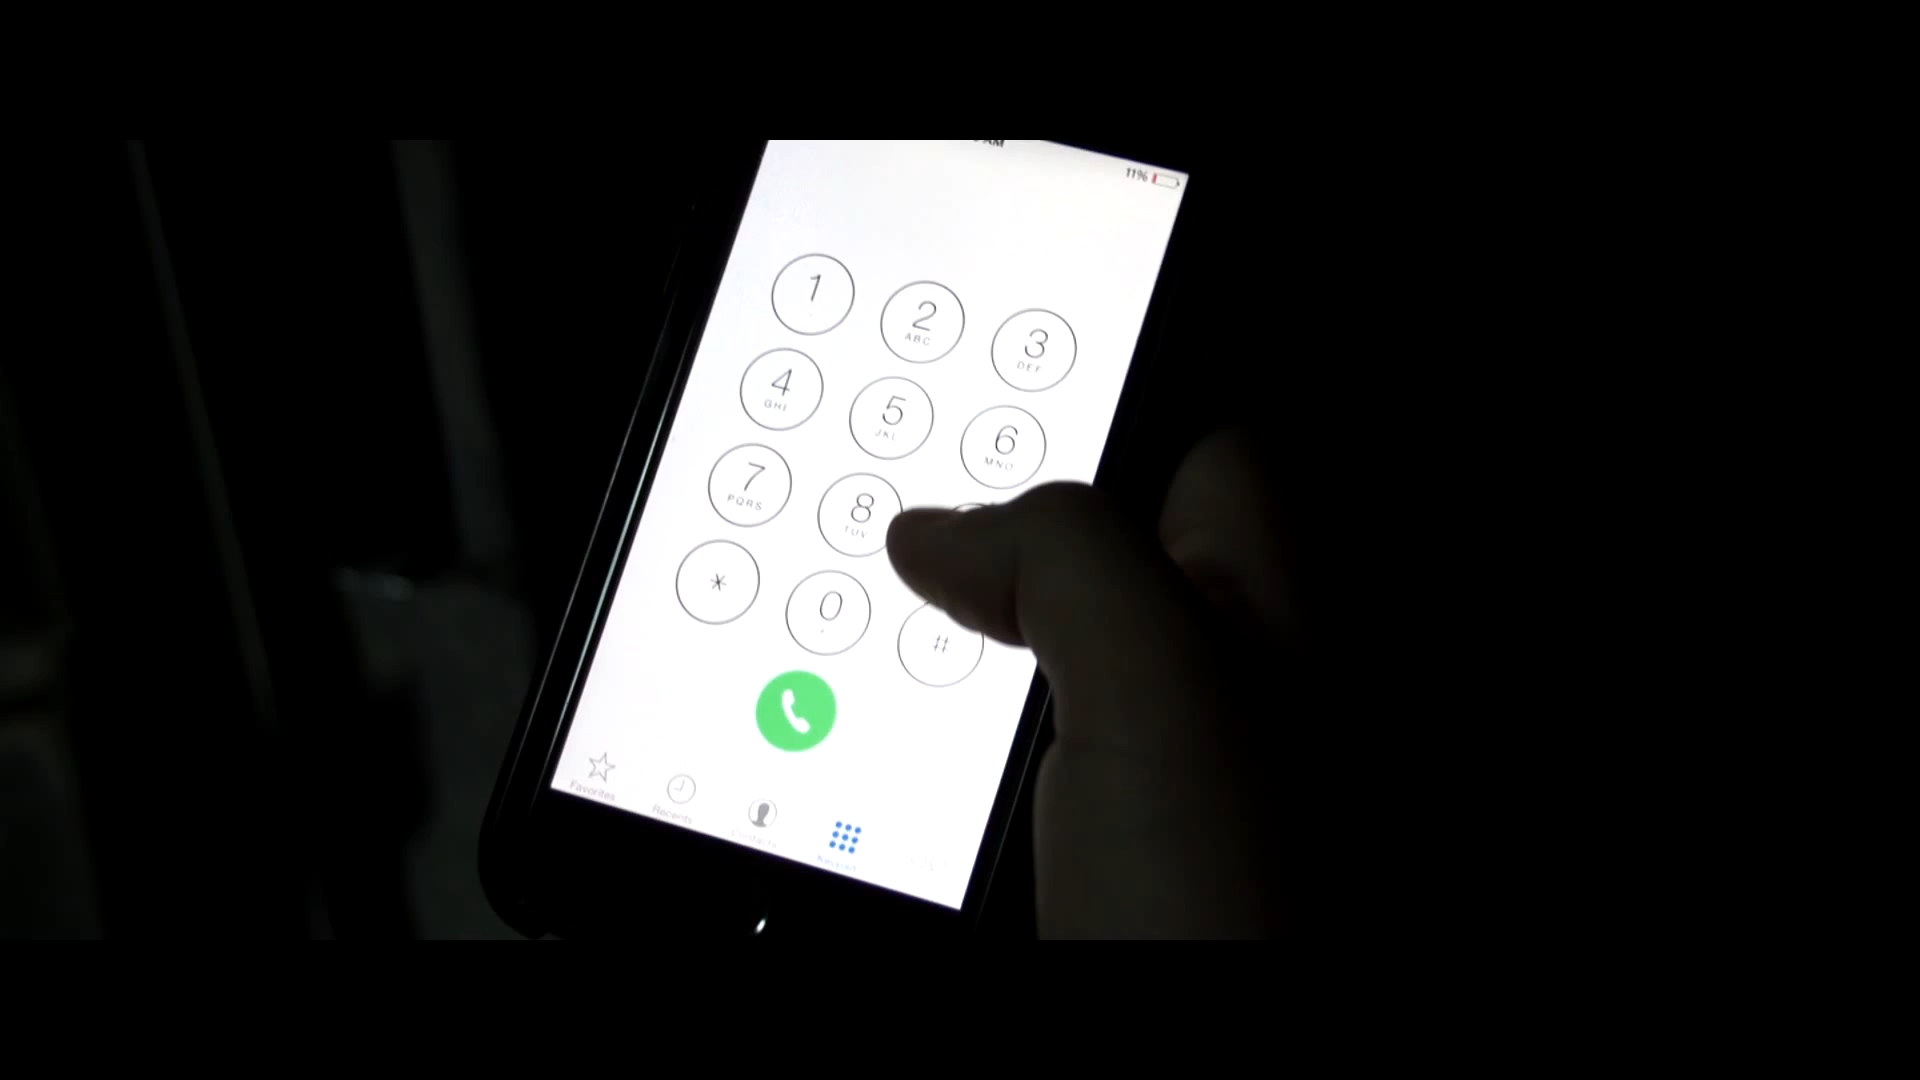 AM
11%
1
2
ABC
3
DEF
4
GHI
5
JKL
6
MNO
7
PQRS
8
TUV
*
0
#
Favorites
Recents
Contacts
Keypad